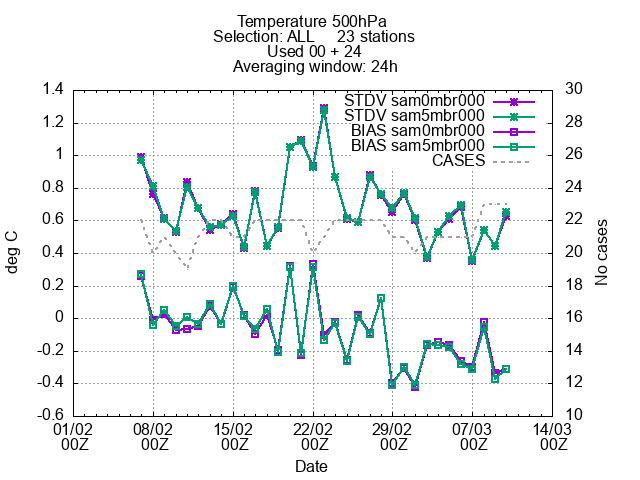 Temperature 500hPa
Selection: ALL 23 stations
Used 00 + 24
Averaging window: 24h
STDV sam0mbr000
STDV sam5mbr000
BIAS sam0mbr000
BIAS sam5mbr000
CASES
1.4
1.2
1
0.8
0.6
0.4
0.2
0
-0.2
-0.4
-0.6
deg C
30
28
26
24
22
20
18
16
14
12
10
No cases
01/02 08/02 15/02 22/02 29/02 07/03 14/03
00Z 00Z 00Z 00Z 00Z 00Z 00Z
Date